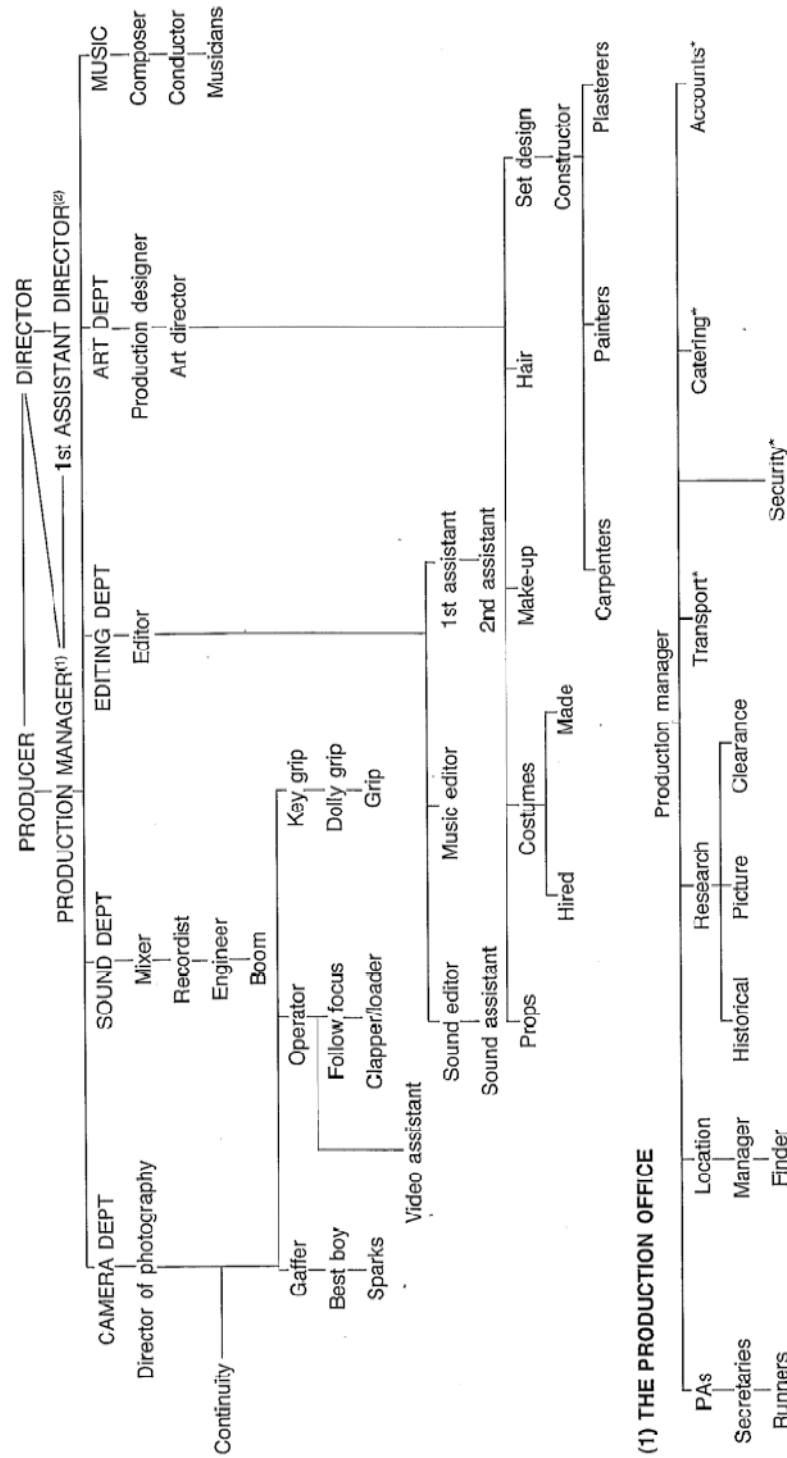 PRODUCER DIRECTOR
PRODUCTION MANAGER(1) 1st ASSISTANT DIRECTOR(2)
CAMERA DEPT SOUND DEPT EDITING DEPT ART DEPT MUSIC
Director of photography Mixer Editor Production designer Composer
Recordist Art director Conductor
Continuity Engineer Musicians
Boom
Gaffer Operator Key grip
Best boy Follow focus Dolly grip
Sparks Clapper/loader Grip
Video assistant
Sound editor Music editor 1st assistant
Sound assistant 2nd assistant
Props Costumes Make-up Hair Set design
Hired Made Constructor
Carpenters Painters Plasterers
(1) THE PRODUCTION OFFICE
Production manager
PAs Location Research Transport* Catering* Accounts*
Secretaries Manager Historical Picture Clearance
Runners Finder Security*